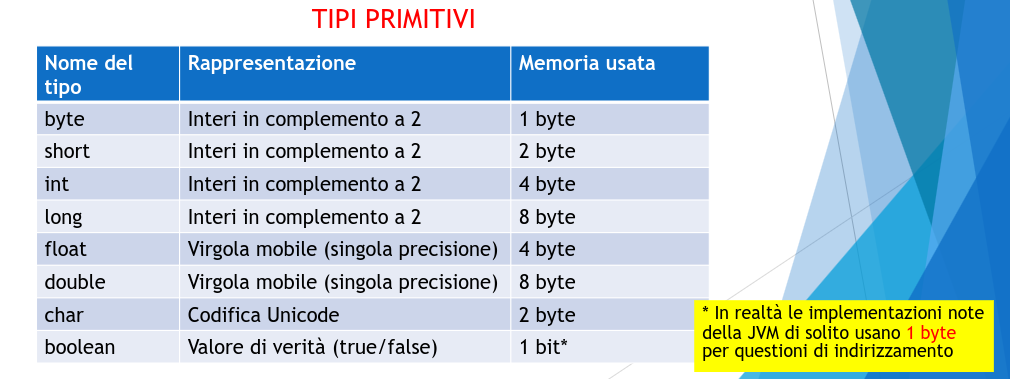 TIPI PRIMITIVI
Nome del
tipo
Rappresentazione
Memoria usata
byte
Interi in complemento a 2
1 byte
short
Interi in complemento a 2
2 byte
int
Interi in complemento a 2
4 byte
long
Interi in complemento a 2
8 byte
float
Virgola mobile (singola precisione)
4 byte
double
Virgola mobile (singola precisione)
8 byte
char
Codifica Unicode
2 byte
boolean
Valore di verità (true/false)
1 bit*
* In realtà le implementazioni note
della JVM di solito usano 1 byte
per questioni di indirizzamento